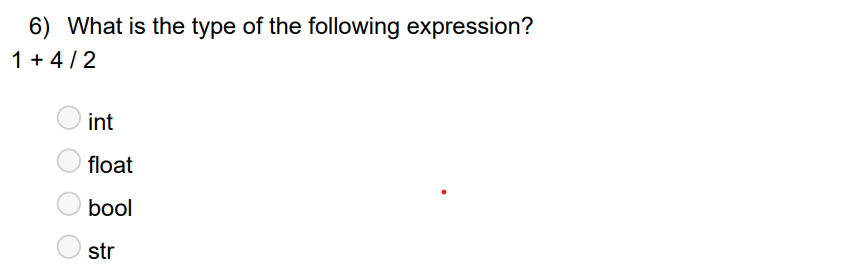 6) What is the type of the following expression?
1 + 4 / 2
int
float
bool
str